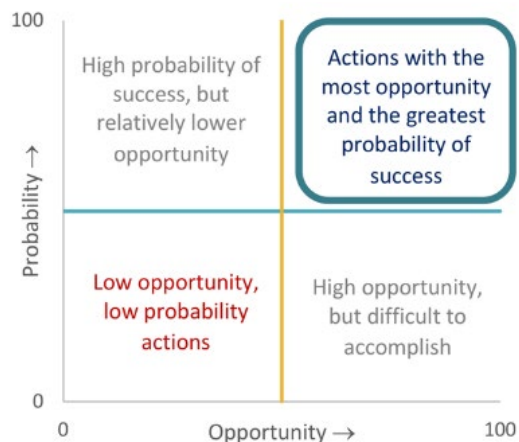 100
High probability of
success, but
relatively lower
opportunity
Actions with the
most opportunity
and the greatest
probability of
success
Probability →
Low opportunity,
low probability
actions
High opportunity,
but difficult to
accomplish
0
0
Opportunity →
100